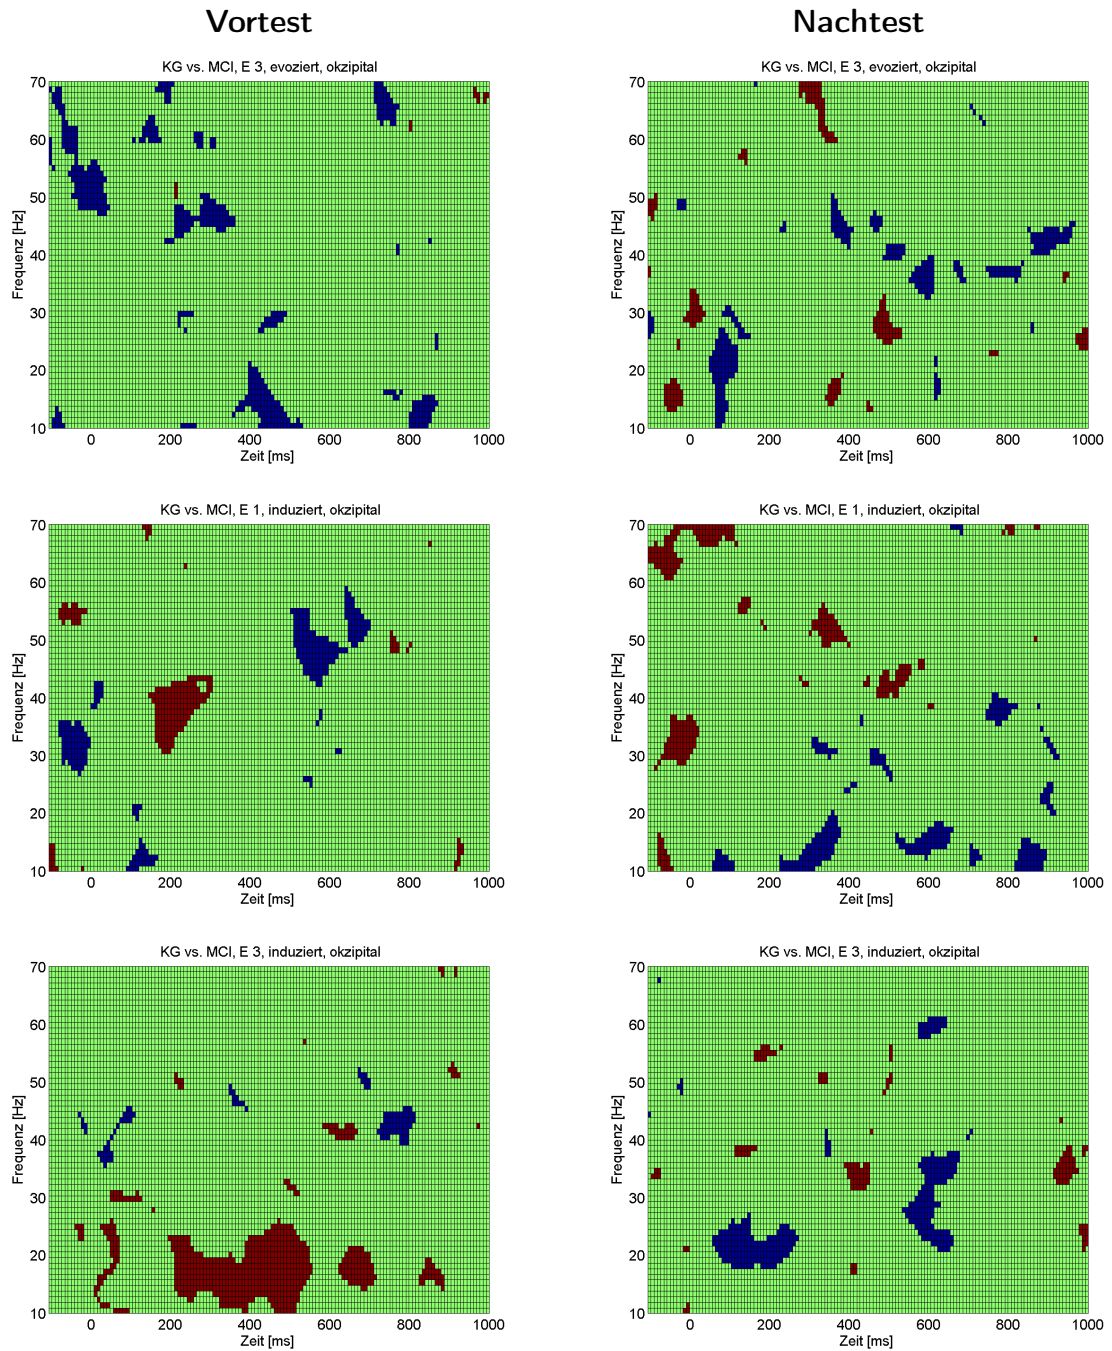 Vortest
Nachtest
KG vs. MCI, E 3, evoziert, okzipital
70
60
50
40
30
20
10
Frequenz [Hz]
0 200 400 600 800 1000
Zeit [ms]
KG vs. MCI, E 3, evoziert, okzipital
70
60
50
40
30
20
10
Frequenz [Hz]
0 200 400 600 800 1000
Zeit [ms]
KG vs. MCI, E 1, induziert, okzipital
70
60
50
40
30
20
10
Frequenz [Hz]
0 200 400 600 800 1000
Zeit [ms]
KG vs. MCI, E 1, induziert, okzipital
70
60
50
40
30
20
10
Frequenz [Hz]
0 200 400 600 800 1000
Zeit [ms]
KG vs. MCI, E 3, induziert, okzipital
70
60
50
40
30
20
10
Frequenz [Hz]
0 200 400 600 800 1000
Zeit [ms]
KG vs. MCI, E 3, induziert, okzipital
70
60
50
40
30
20
10
Frequenz [Hz]
0 200 400 600 800 1000
Zeit [ms]